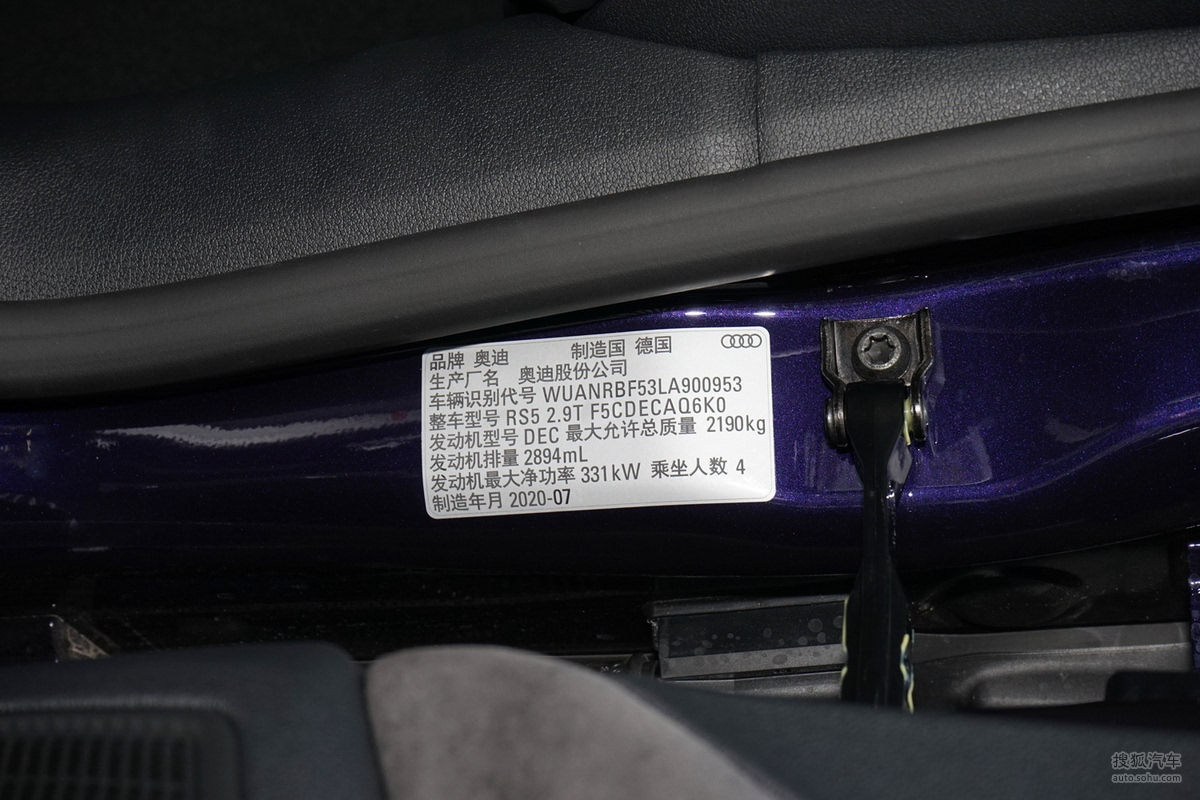 品牌 奥迪 制造国 德国
生产厂名 奥迪股份公司
车辆识别代号 WUANRBF53LA900953
整车型号 RS5 2.9T F5CDECAQ6K0
发动机型号 DEC 最大允许总质量 2190kg
发动机排量 2894mL
发动机最大净功率 331kW 乘坐人数 4
制造年月 2020-07
搜狐汽车
auto.sohu.com